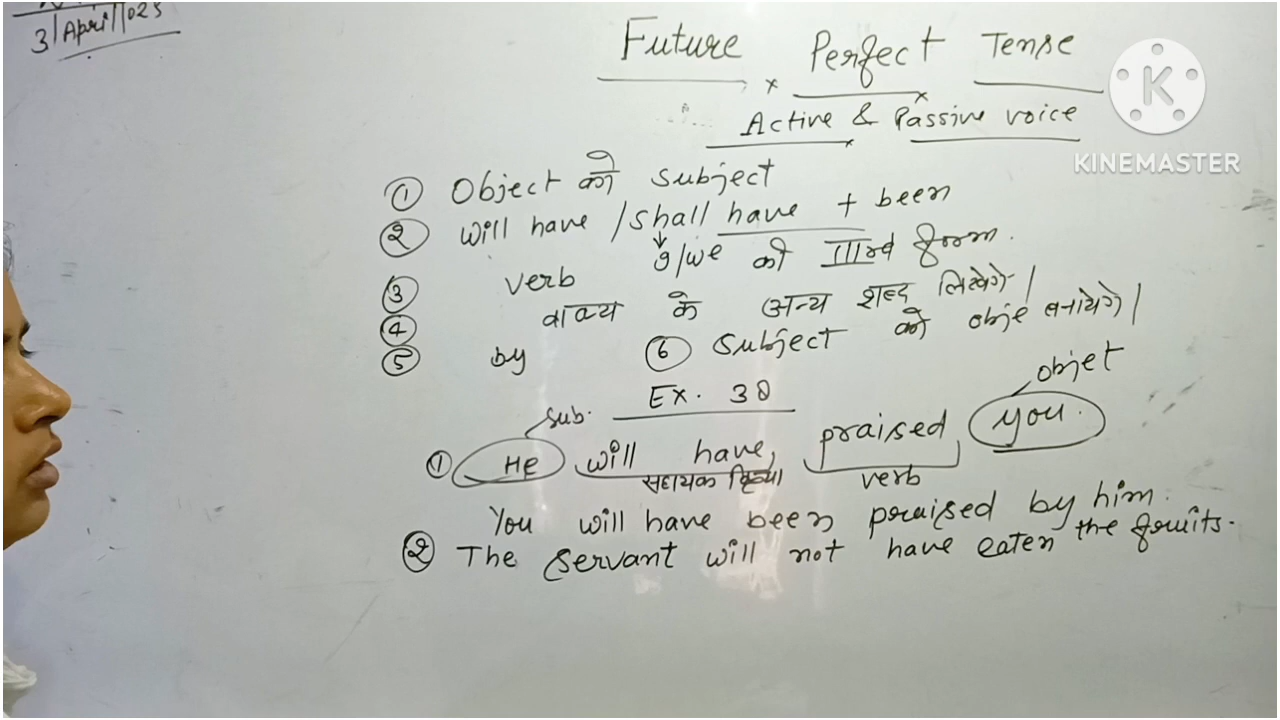 3/April/025
Future Perfect Tense
Active & Passive voice
K
KINEMASTER
① Object को subject
② will have / shall have + been
I/we
③ verb की IIIrd form.
④ वाक्य के अन्य शब्द लिखेगे।
⑤ by ⑥ Subject को obje बनायेगे।
Ex. 38
sub. objet
① He will have praised you.
सहायक क्रिया verb
You will have been praised by him.
② The servant will not have eaten the fruits.